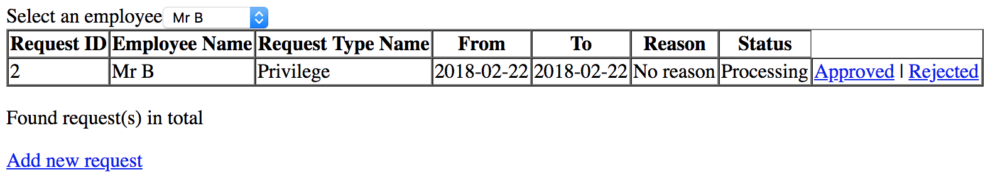 Select an employee Mr B
Request ID Employee Name Request Type Name From To Reason Status
2 Mr B Privilege 2018-02-22 2018-02-22 No reason Processing Approved | Rejected
Found request(s) in total
Add new request